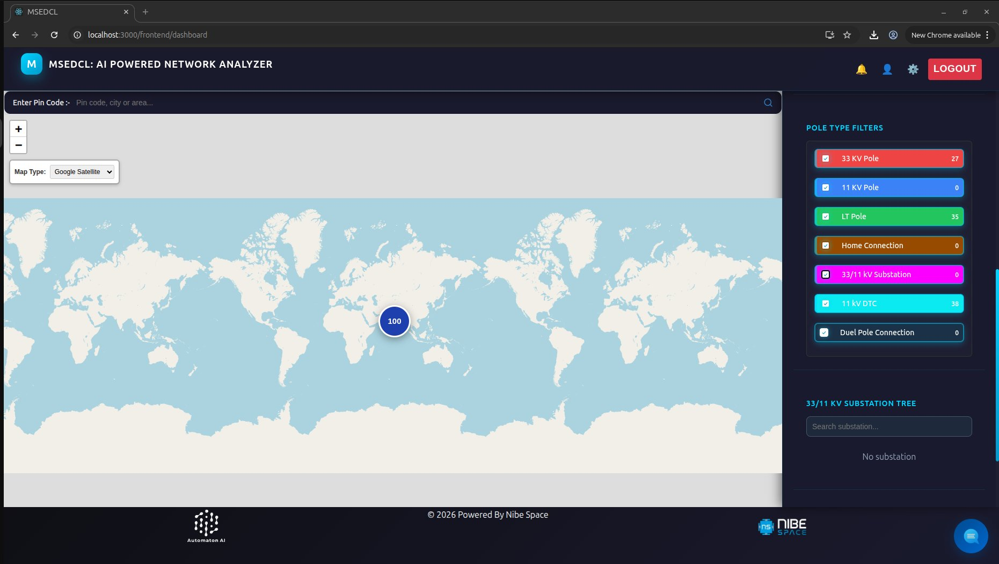 MSEDCL
localhost:3000/frontend/dashboard
New Chrome available
M
MSEDCL: AI POWERED NETWORK ANALYZER
LOGOUT
Enter Pin Code :- Pin code, city or area...
+
−
Map Type: Google Satellite
100
POLE TYPE FILTERS
33 KV Pole 27
11 KV Pole 0
LT Pole 35
Home Connection 0
33/11 kV Substation 0
11 kV DTC 38
Duel Pole Connection 0
33/11 KV SUBSTATION TREE
Search substation...
No substation
Automaton AI
© 2026 Powered By Nibe Space
ns NIBE
SPACE